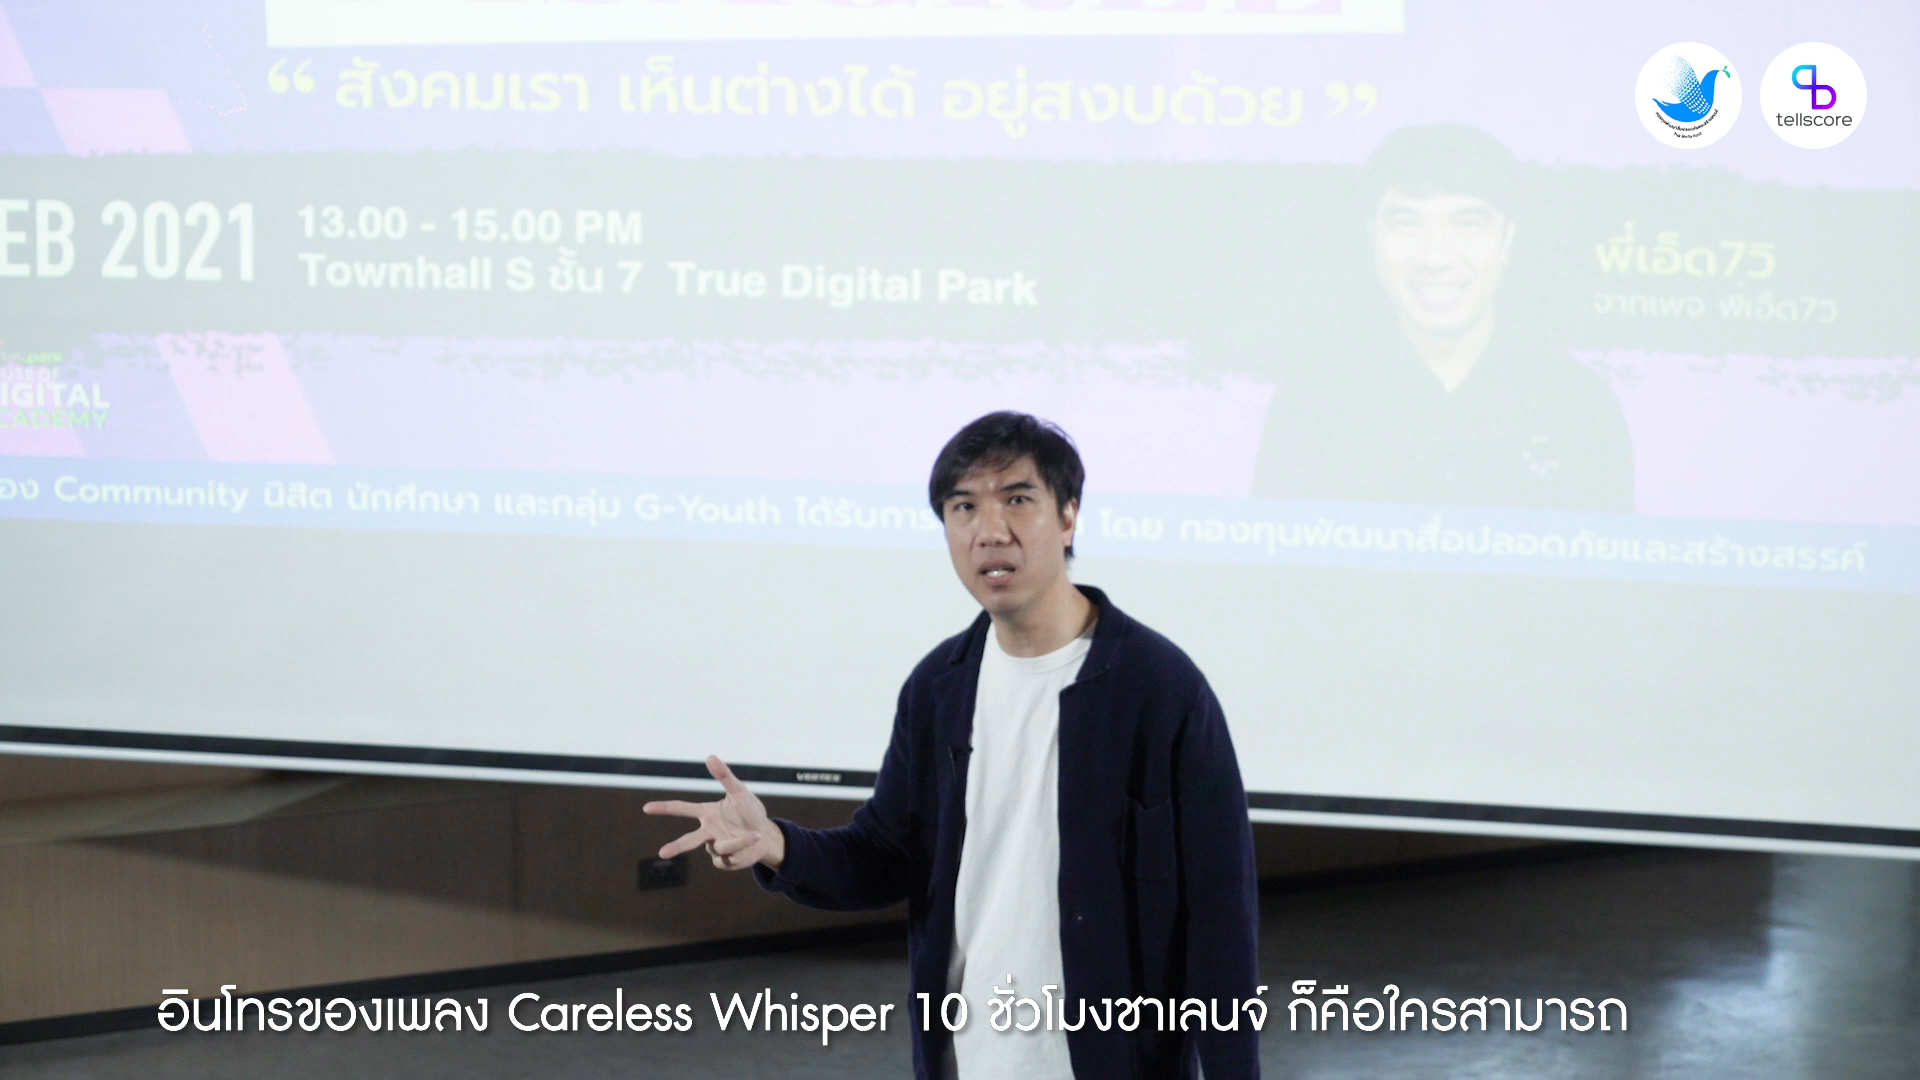 “ สังคมเรา เห็นต่างได้ อยู่สงบด้วย ”
tellscore
EB 2021
13.00 - 15.00 PM
Townhall S ชั้น 7 True Digital Park
พี่เอ็ด7วิ
จากเพจ พี่เอ็ด7วิ
IGITAL
CADEMY
Community นิสิต นักศึกษา และกลุ่ม G-Youth ได้รับการ โดย กองทุนพัฒนาสื่อปลอดภัยและสร้างสรรค์
VERTEX
อินโทรของเพลง Careless Whisper 10 ชั่วโมงชาเลนจ์ ก็คือใครสามารถ